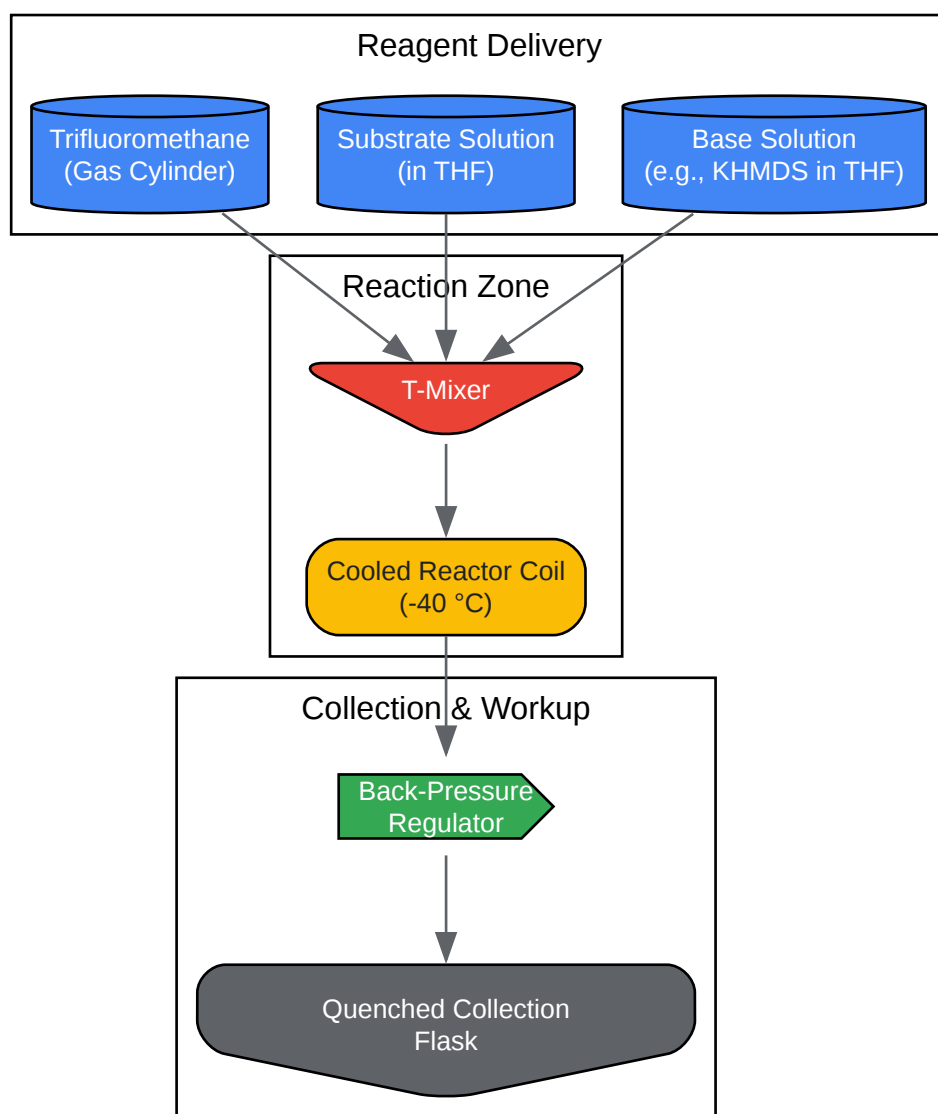 Reagent Delivery
Trifluoromethane
(Gas Cylinder)
Substrate Solution
(in THF)
Base Solution
(e.g., KHMDS in THF)
Reaction Zone
T-Mixer
Cooled Reactor Coil
(-40 °C)
Collection & Workup
Back-Pressure
Regulator
Quenched Collection
Flask